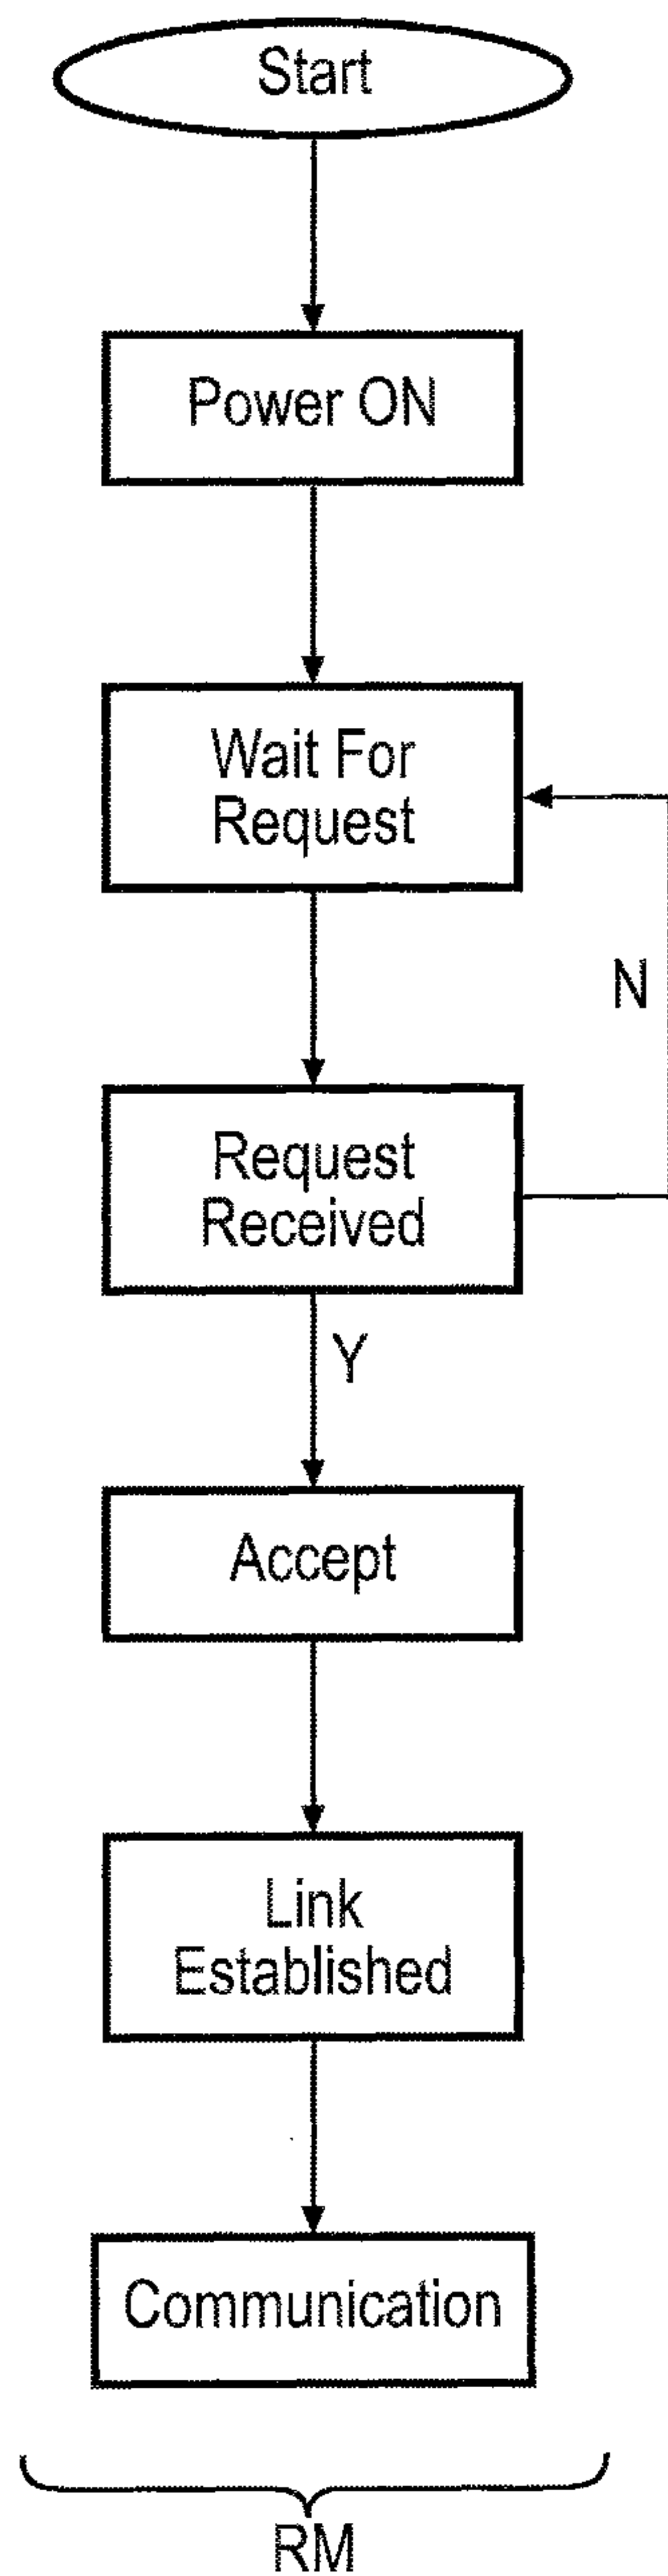 Start
Power ON
Wait For
Request
N
Request
Received
Y
Accept
Link
Established
Communication
RM